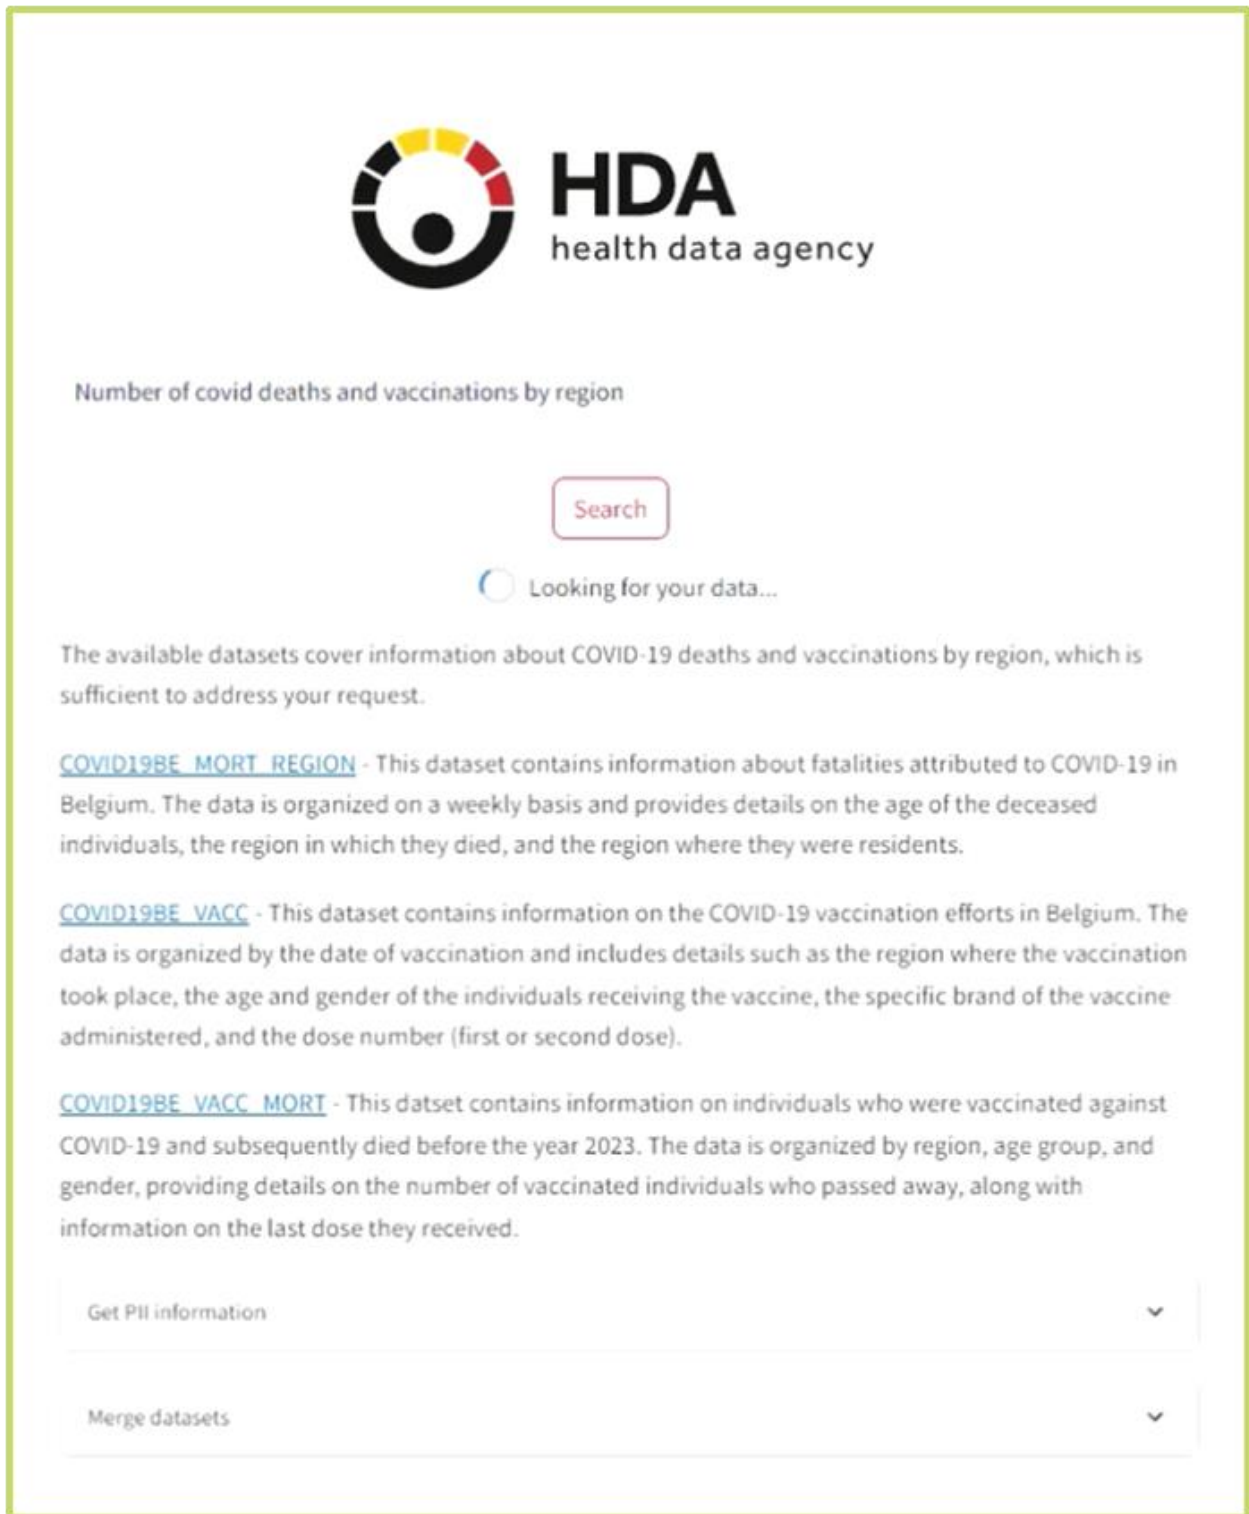 HDA
health data agency
Number of covid deaths and vaccinations by region
Search
Looking for your data...
The available datasets cover information about COVID-19 deaths and vaccinations by region, which is
sufficient to address your request.
COVID19BE_MORT_REGION - This dataset contains information about fatalities attributed to COVID-19 in
Belgium. The data is organized on a weekly basis and provides details on the age of the deceased
individuals, the region in which they died, and the region where they were residents.
COVID19BE_VACC - This dataset contains information on the COVID-19 vaccination efforts in Belgium. The
data is organized by the date of vaccination and includes details such as the region where the vaccination
took place, the age and gender of the individuals receiving the vaccine, the specific brand of the vaccine
administered, and the dose number (first or second dose).
COVID19BE_VACC_MORT - This datset contains information on individuals who were vaccinated against
COVID-19 and subsequently died before the year 2023. The data is organized by region, age group, and
gender, providing details on the number of vaccinated individuals who passed away, along with
information on the last dose they received.
Get PII information
Merge datasets